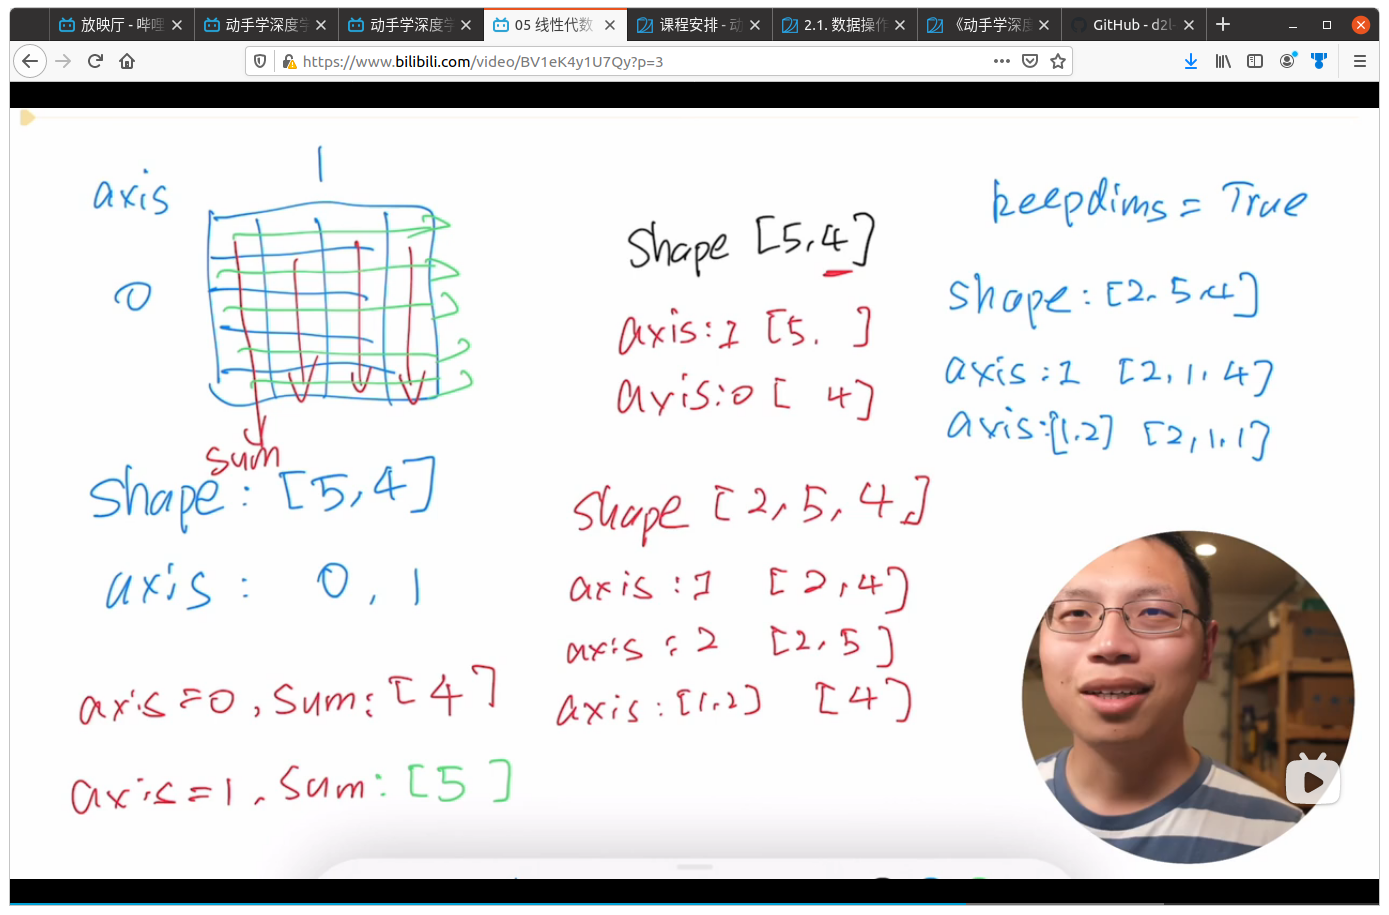 放映厅 - 哔哩
动手学深度学
动手学深度学
05 线性代数
课程安排 - 动
2.1. 数据操作
《动手学深度
GitHub - d2l-
https://www.bilibili.com/video/BV1eK4y1U7Qy?p=3
1
axis
0
sum
shape: [5,4]
axis: 0, 1
axis=0, sum: [4]
axis=1, sum: [5]
shape [5,4]
axis:1 [5, ]
axis:0 [ 4]
shape [2,5,4]
axis:1 [2,4]
axis:2 [2,5]
axis:[1,2] [4]
keepdims=True
shape:[2,5,4]
axis:1 [2,1,4]
axis:[1,2] [2,1,1]